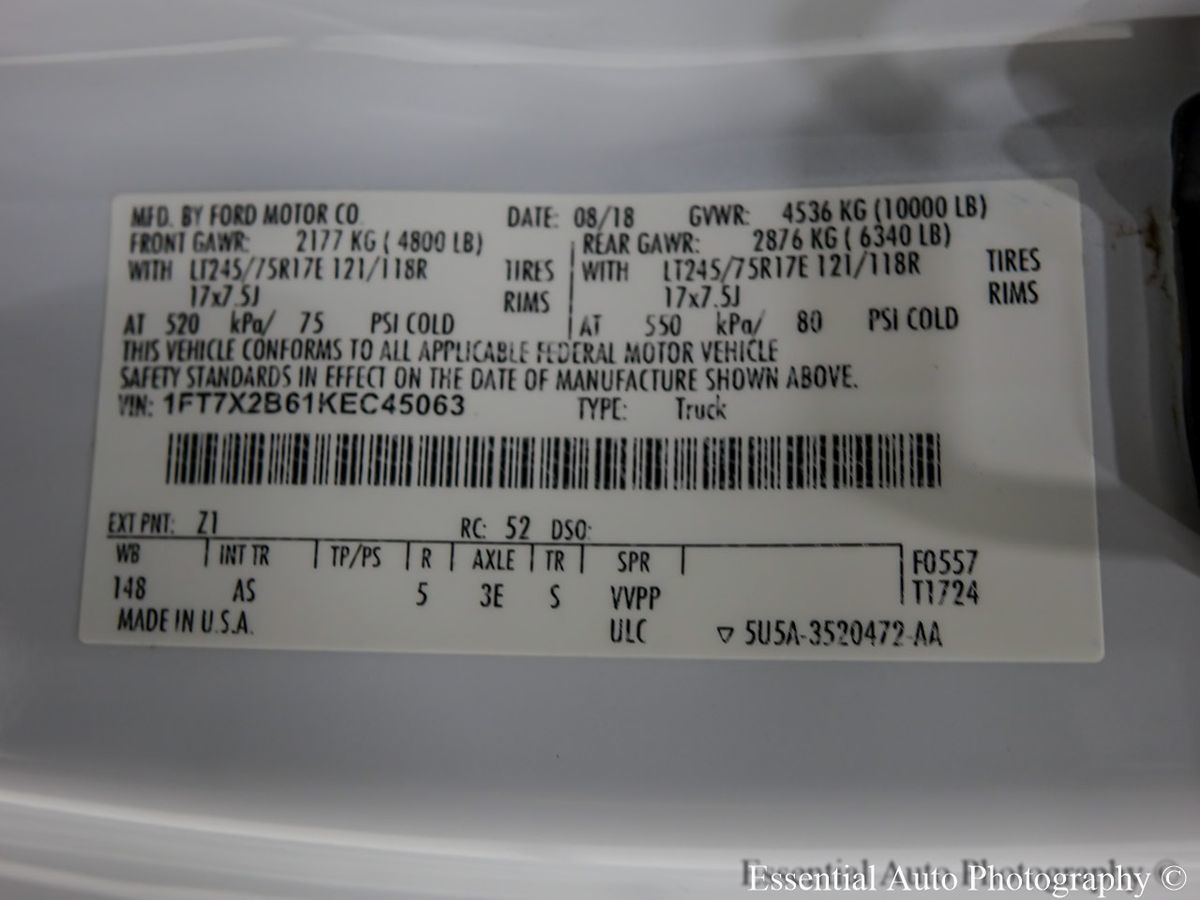 MFD. BY FORD MOTOR CO DATE: 08/18 GVWR: 4536 KG (10000 LB)
FRONT GAWR: 2177 KG ( 4800 LB) REAR GAWR: 2876 KG ( 6340 LB)
WITH LT245/75R17E 121/118R TIRES WITH LT245/75R17E 121/118R TIRES
17x7.5J RIMS 17x7.5J RIMS
AT 520 kPa/ 75 PSI COLD AT 550 kPa/ 80 PSI COLD
THIS VEHICLE CONFORMS TO ALL APPLICABLE FEDERAL MOTOR VEHICLE
SAFETY STANDARDS IN EFFECT ON THE DATE OF MANUFACTURE SHOWN ABOVE.
VIN: 1FT7X2B61KEC45063 TYPE: Truck
EXT PNT: Z1 RC: 52 DSO:
WB INT TR TP/PS R AXLE TR SPR F0557
148 AS 5 3E S VVPP T1724
MADE IN U.S.A. ULC ▽ 5U5A-3520472-AA
Essential Auto Photography ©